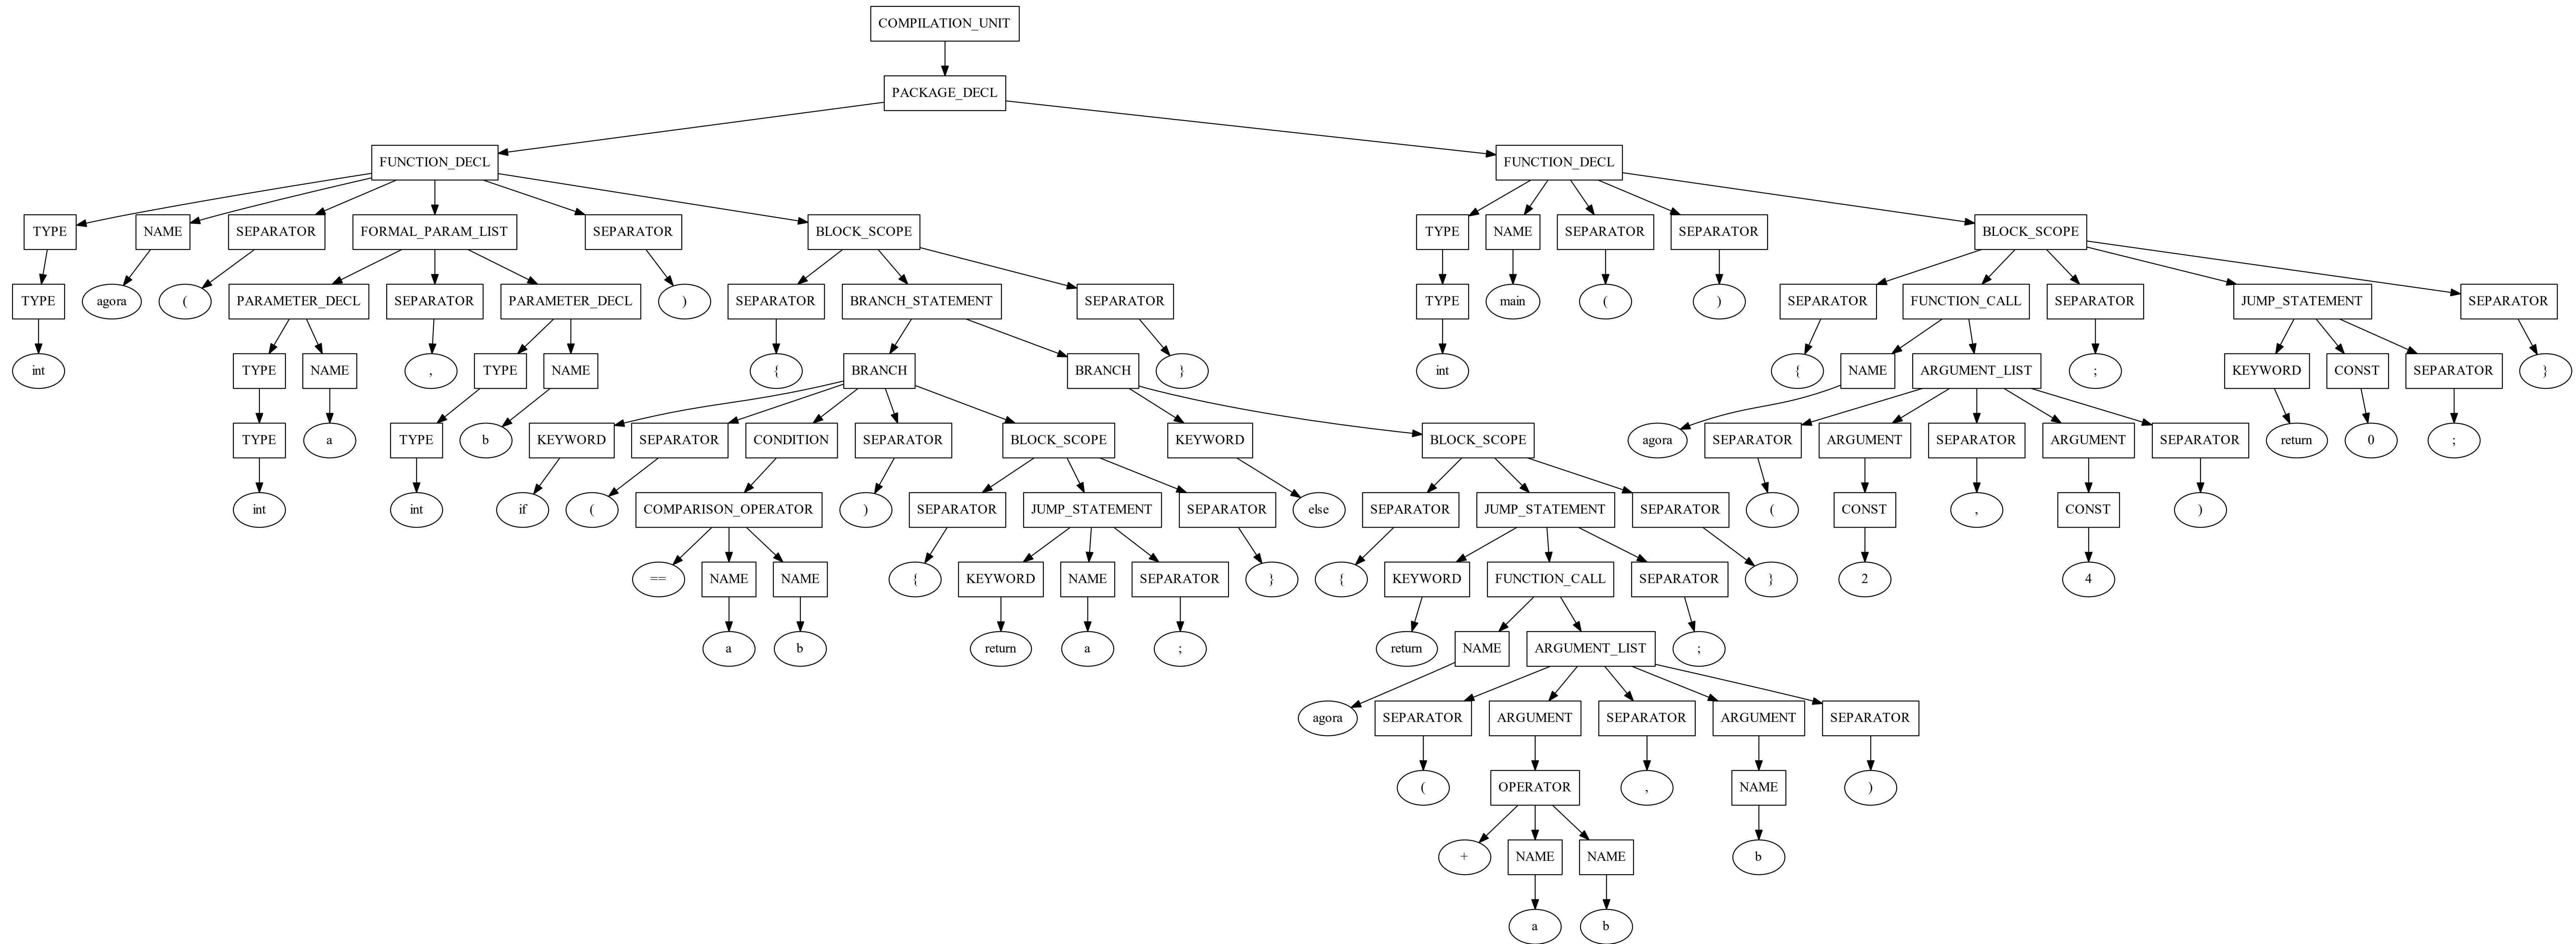 COMPILATION_UNIT
PACKAGE_DECL
FUNCTION_DECL FUNCTION_DECL
TYPE NAME SEPARATOR FORMAL_PARAM_LIST SEPARATOR BLOCK_SCOPE TYPE NAME SEPARATOR SEPARATOR BLOCK_SCOPE
TYPE agora ( PARAMETER_DECL SEPARATOR PARAMETER_DECL ) SEPARATOR BRANCH_STATEMENT SEPARATOR TYPE main ( ) SEPARATOR FUNCTION_CALL SEPARATOR JUMP_STATEMENT SEPARATOR
int TYPE NAME , TYPE NAME { BRANCH BRANCH } int { NAME ARGUMENT_LIST ; KEYWORD CONST SEPARATOR }
TYPE a TYPE b KEYWORD SEPARATOR CONDITION SEPARATOR BLOCK_SCOPE KEYWORD BLOCK_SCOPE agora SEPARATOR ARGUMENT SEPARATOR ARGUMENT SEPARATOR return 0 ;
int int if ( COMPARISON_OPERATOR ) SEPARATOR JUMP_STATEMENT SEPARATOR else SEPARATOR JUMP_STATEMENT SEPARATOR ( CONST , CONST )
== NAME NAME { KEYWORD NAME SEPARATOR } { KEYWORD FUNCTION_CALL SEPARATOR } 2 4
a b return a ; return NAME ARGUMENT_LIST ;
agora SEPARATOR ARGUMENT SEPARATOR ARGUMENT SEPARATOR
( OPERATOR , NAME )
+ NAME NAME b
a b